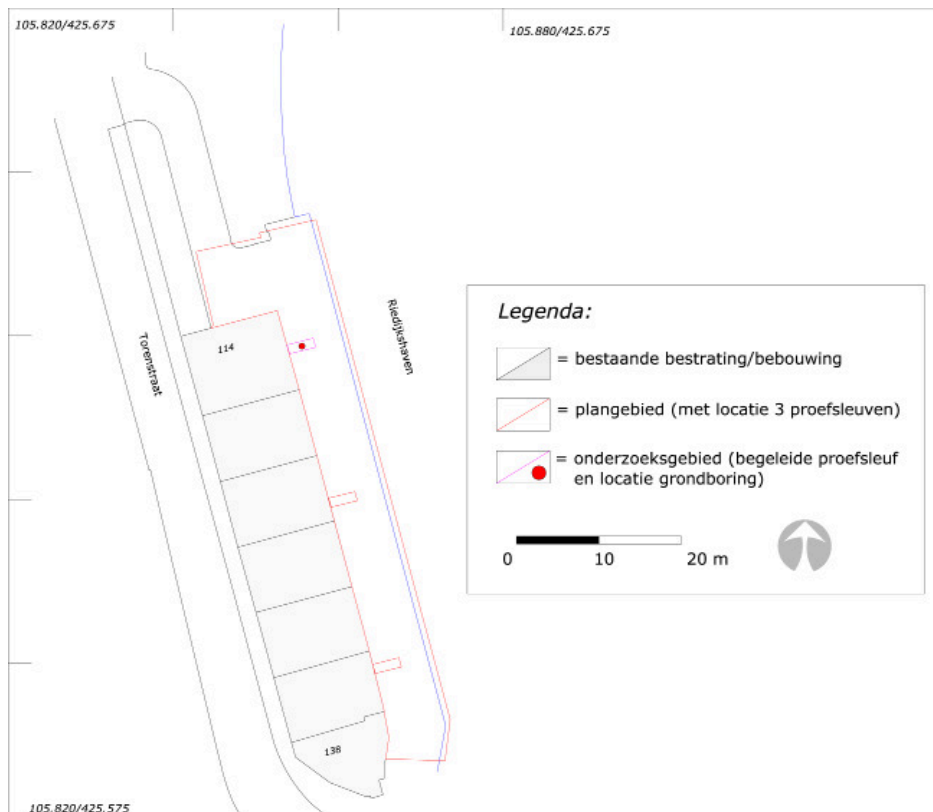 105.820/425.675
105.880/425.675
Riedijkshaven
Torenstraat
114
138
Legenda:
= bestaande bestrating/bebouwing
= plangebied (met locatie 3 proefsleuven)
= onderzoeksgebied (begeleide proefsleuf
en locatie grondboring)
0 10 20 m
105.820/425.575